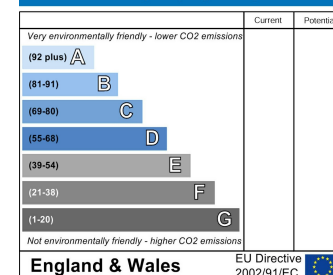 Current Potential
Very environmentally friendly - lower CO2 emissions
(92 plus) A
(81-91) B
(69-80) C
(55-68) D
(39-54) E
(21-38) F
(1-20) G
Not environmentally friendly - higher CO2 emissions
England & Wales
EU Directive
2002/91/EC